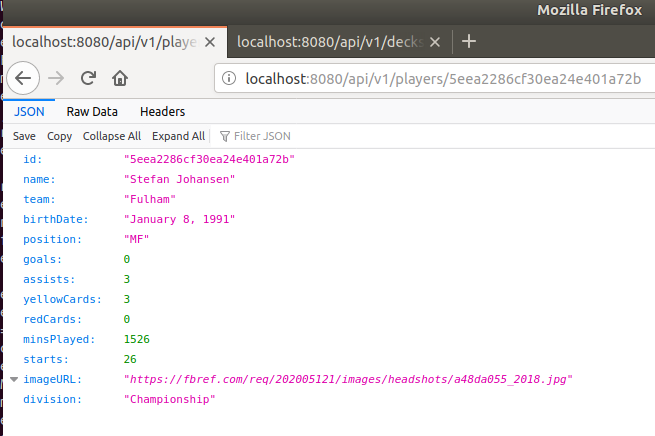 Mozilla Firefox
localhost:8080/api/v1/playe × localhost:8080/api/v1/decks × +
localhost:8080/api/v1/players/5eea2286cf30ea24e401a72b
JSON Raw Data Headers
Save Copy Collapse All Expand All Filter JSON
id: "5eea2286cf30ea24e401a72b"
name: "Stefan Johansen"
team: "Fulham"
birthDate: "January 8, 1991"
position: "MF"
goals: 0
assists: 3
yellowCards: 3
redCards: 0
minsPlayed: 1526
starts: 26
imageURL: "https://fbref.com/req/202005121/images/headshots/a48da055_2018.jpg"
division: "Championship"